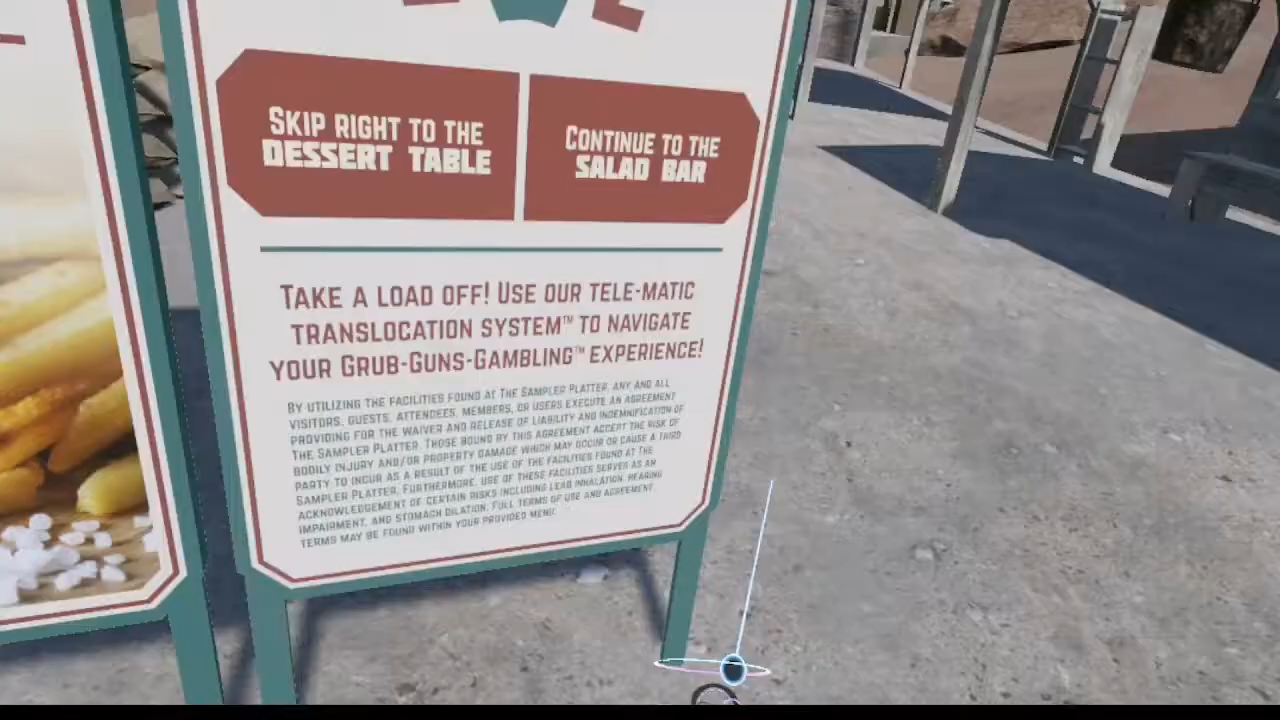 SKIP RIGHT TO THE
DESSERT TABLE
CONTINUE TO THE
SALAD BAR
TAKE A LOAD OFF! USE OUR TELE-MATIC
TRANSLOCATION SYSTEM™ TO NAVIGATE
YOUR GRUB-GUNS-GAMBLING™ EXPERIENCE!
BY UTILIZING THE FACILITIES FOUND AT THE SAMPLER PLATTER, ANY AND ALL
VISITORS, GUESTS, ATTENDEES, MEMBERS, OR USERS EXECUTE AN AGREEMENT
PROVIDING FOR THE WAIVER AND RELEASE OF LIABILITY AND INDEMNIFICATION OF
THE SAMPLER PLATTER. THOSE BOUND BY THIS AGREEMENT ACCEPT THE RISK OF
BODILY INJURY AND/OR PROPERTY DAMAGE WHICH MAY OCCUR OR CAUSE A THIRD
PARTY TO INCUR AS A RESULT OF THE USE OF THE FACILITIES FOUND AT THE
SAMPLER PLATTER. FURTHERMORE, USE OF THESE FACILITIES SERVES AS AN
ACKNOWLEDGEMENT OF CERTAIN RISKS INCLUDING LEAD INHALATION, HEARING
IMPAIRMENT, AND STOMACH DILATION. FULL TERMS OF USE AND AGREEMENT
TERMS MAY BE FOUND WITHIN YOUR PROVIDED MENU.